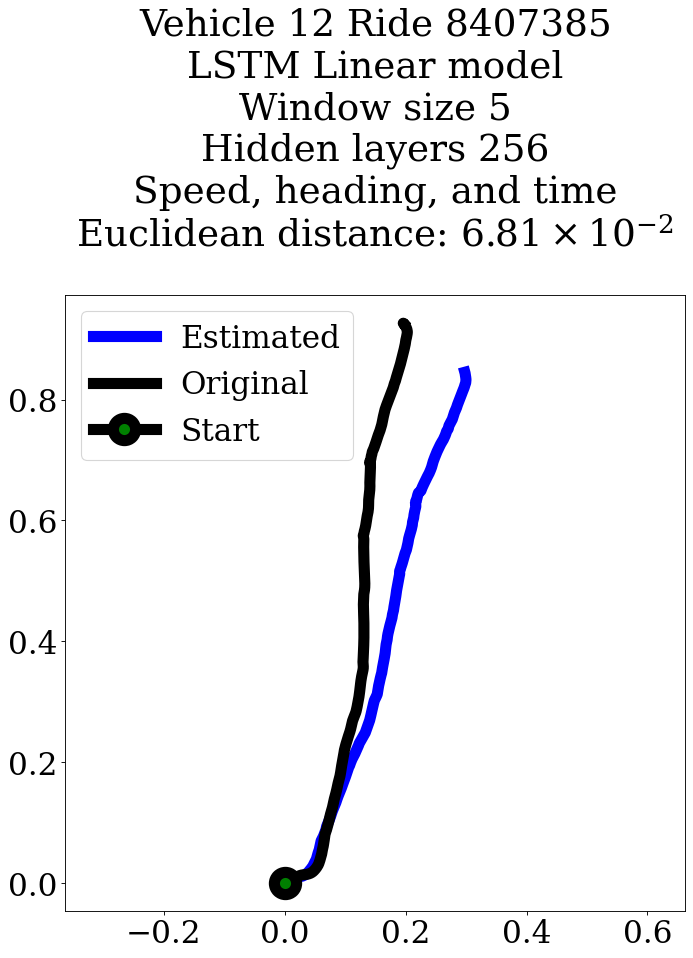 Vehicle 12 Ride 8407385
LSTM Linear model
Window size 5
Hidden layers 256
Speed, heading, and time
Euclidean distance: 6.81 × 10⁻²
Estimated
Original
Start
0.8
0.6
0.4
0.2
0.0
−0.2 0.0 0.2 0.4 0.6